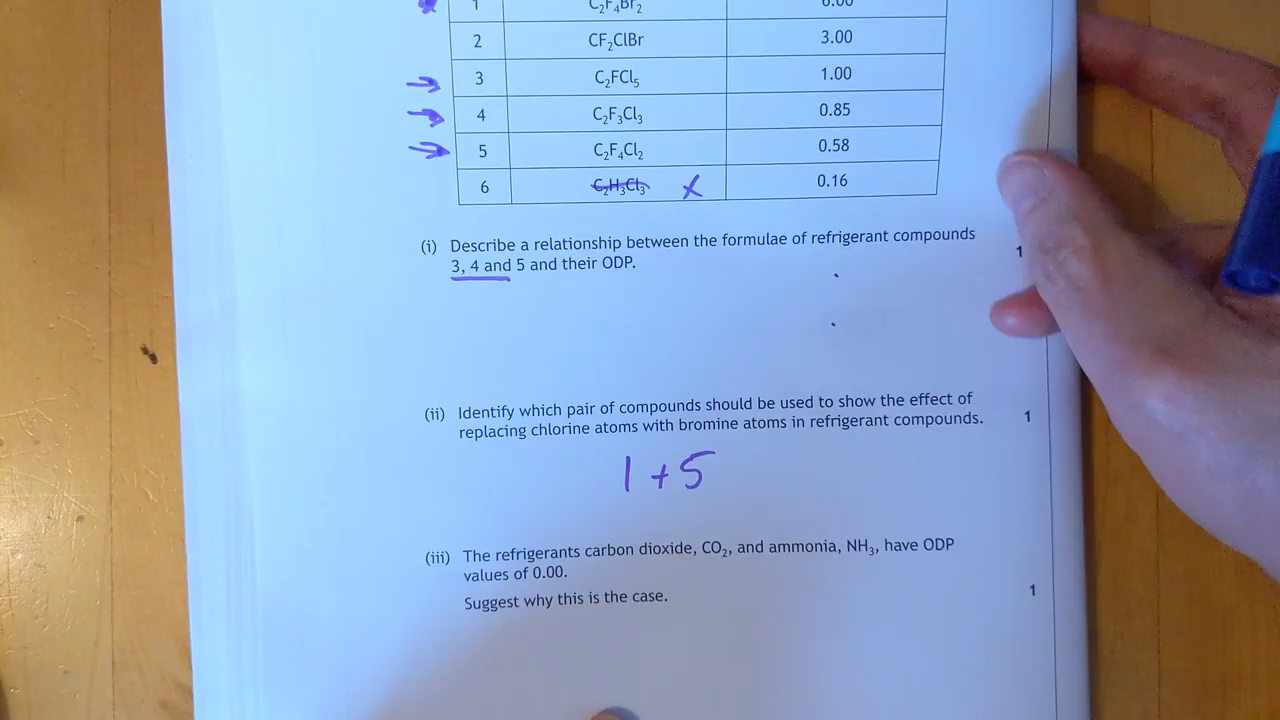 1 C₂F₄Br₂ 6.00
2 CF₂ClBr 3.00
→ 3 C₂FCl₅ 1.00
→ 4 C₂F₃Cl₃ 0.85
→ 5 C₂F₄Cl₂ 0.58
6 C₂H₃Cl₃ X 0.16
(i) Describe a relationship between the formulae of refrigerant compounds
3, 4 and 5 and their ODP. 1
(ii) Identify which pair of compounds should be used to show the effect of
replacing chlorine atoms with bromine atoms in refrigerant compounds. 1
1 + 5
(iii) The refrigerants carbon dioxide, CO₂, and ammonia, NH₃, have ODP
values of 0.00.
Suggest why this is the case. 1